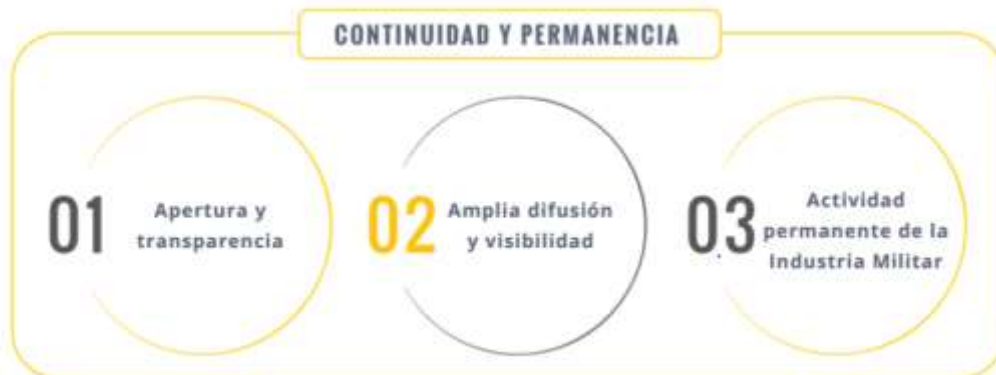 CONTINUIDAD Y PERMANENCIA
01
Apertura y
transparencia
02
Amplia difusión
y visibilidad
03
Actividad
permanente de la
Industria Militar